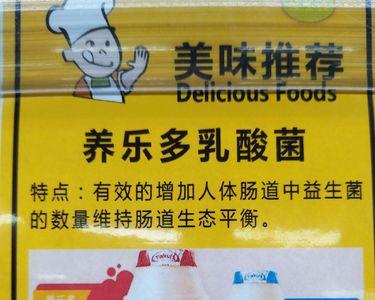 美味推荐
Delicious Foods
养乐多乳酸菌
特点：有效的增加人体肠道中益生菌
的数量维持肠道生态平衡。